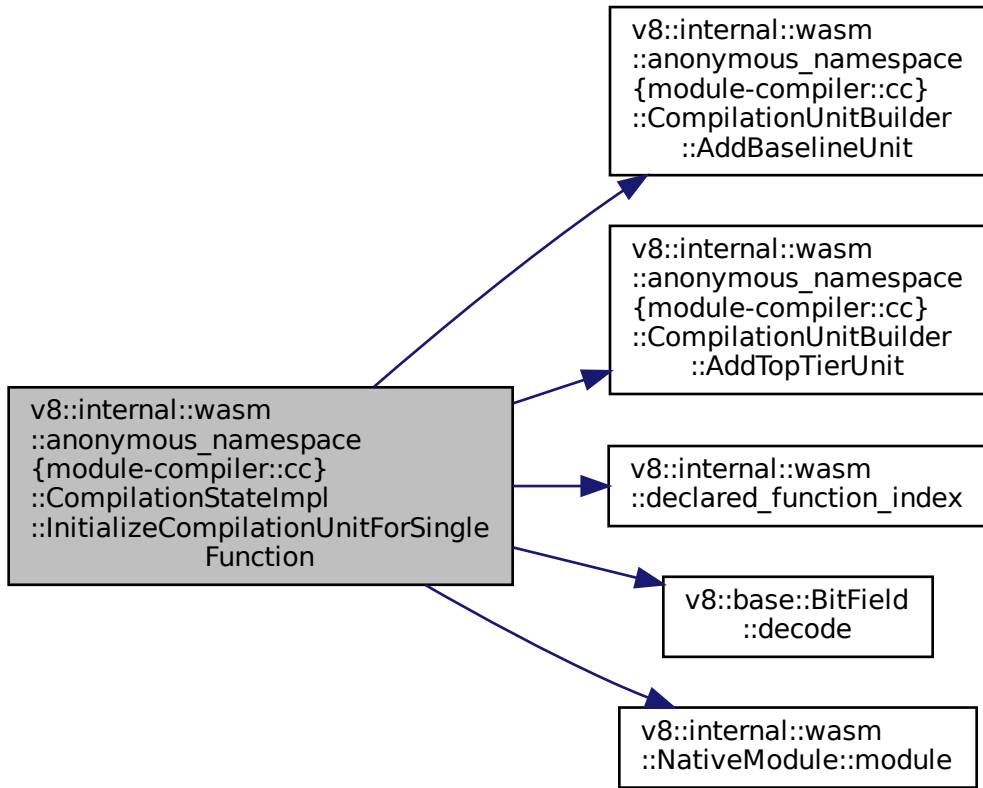 v8::internal::wasm
::anonymous_namespace
{module-compiler::cc}
::CompilationUnitBuilder
::AddBaselineUnit
v8::internal::wasm
::anonymous_namespace
{module-compiler::cc}
::CompilationUnitBuilder
::AddTopTierUnit
v8::internal::wasm
::anonymous_namespace
{module-compiler::cc}
::CompilationStateImpl
::InitializeCompilationUnitForSingle
Function
v8::internal::wasm
::declared_function_index
v8::base::BitField
::decode
v8::internal::wasm
::NativeModule::module